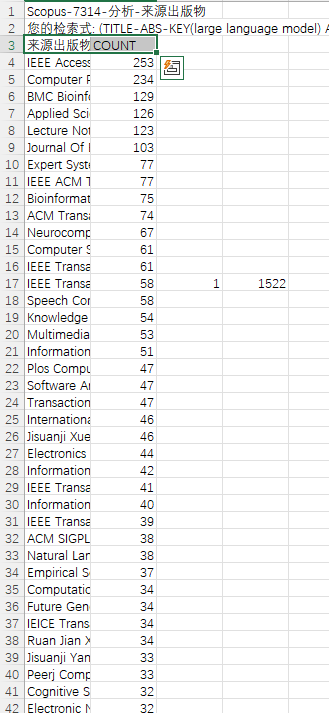 1 Scopus-7314-分析-来源出版物
2 您的检索式: (TITLE-ABS-KEY(large language model) A
3 来源出版物 COUNT
4 IEEE Access 253
5 Computer P 236
6 BMC Bioinfo 129
7 Applied Sci 126
8 Lecture Not 123
9 Journal Of I 103
10 Expert Syst 77
11 IEEE ACM T 77
12 Bioinformat 75
13 ACM Transa 74
14 Neurocomp 67
15 Computer S 61
16 IEEE Transa 61
17 IEEE Transa 58 1 1522
18 Speech Cor 58
19 Knowledge 54
20 Multimedia 53
21 Information 51
22 Plos Compu 47
23 Software A 47
24 Transaction 47
25 Internationa 46
26 Jisuanji Xue 46
27 Electronics 44
28 Information 42
29 IEEE Transa 41
30 Information 40
31 IEEE Transa 39
32 ACM SIGPL 38
33 Natural Lan 38
34 Empirical S 37
35 Computatic 34
36 Future Gen 34
37 IEICE Trans 34
38 Ruan Jian X 34
39 Jisuanji Yan 33
40 Peerj Comp 33
41 Cognitive S 32
42 Electronic N 32